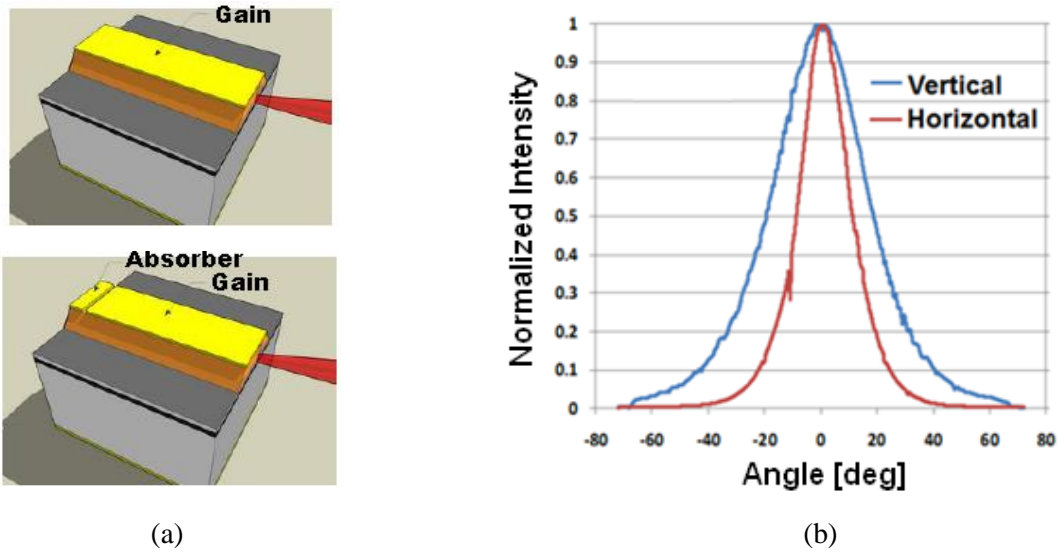 Gain
Absorber
Gain
(a)
Normalized Intensity
1
0.9
0.8
0.7
0.6
0.5
0.4
0.3
0.2
0.1
0
Vertical
Horizontal
-80 -60 -40 -20 0 20 40 60 80
Angle [deg]
(b)